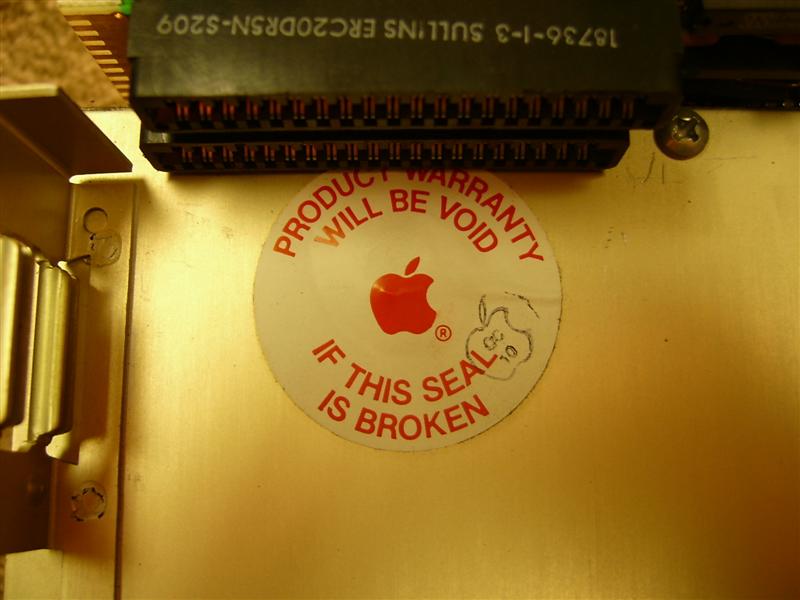 18736-1-3 SULLINS ERC20DRSN-S209
PRODUCT WARRANTY
WILL BE VOID
®
IF THIS SEAL
IS BROKEN